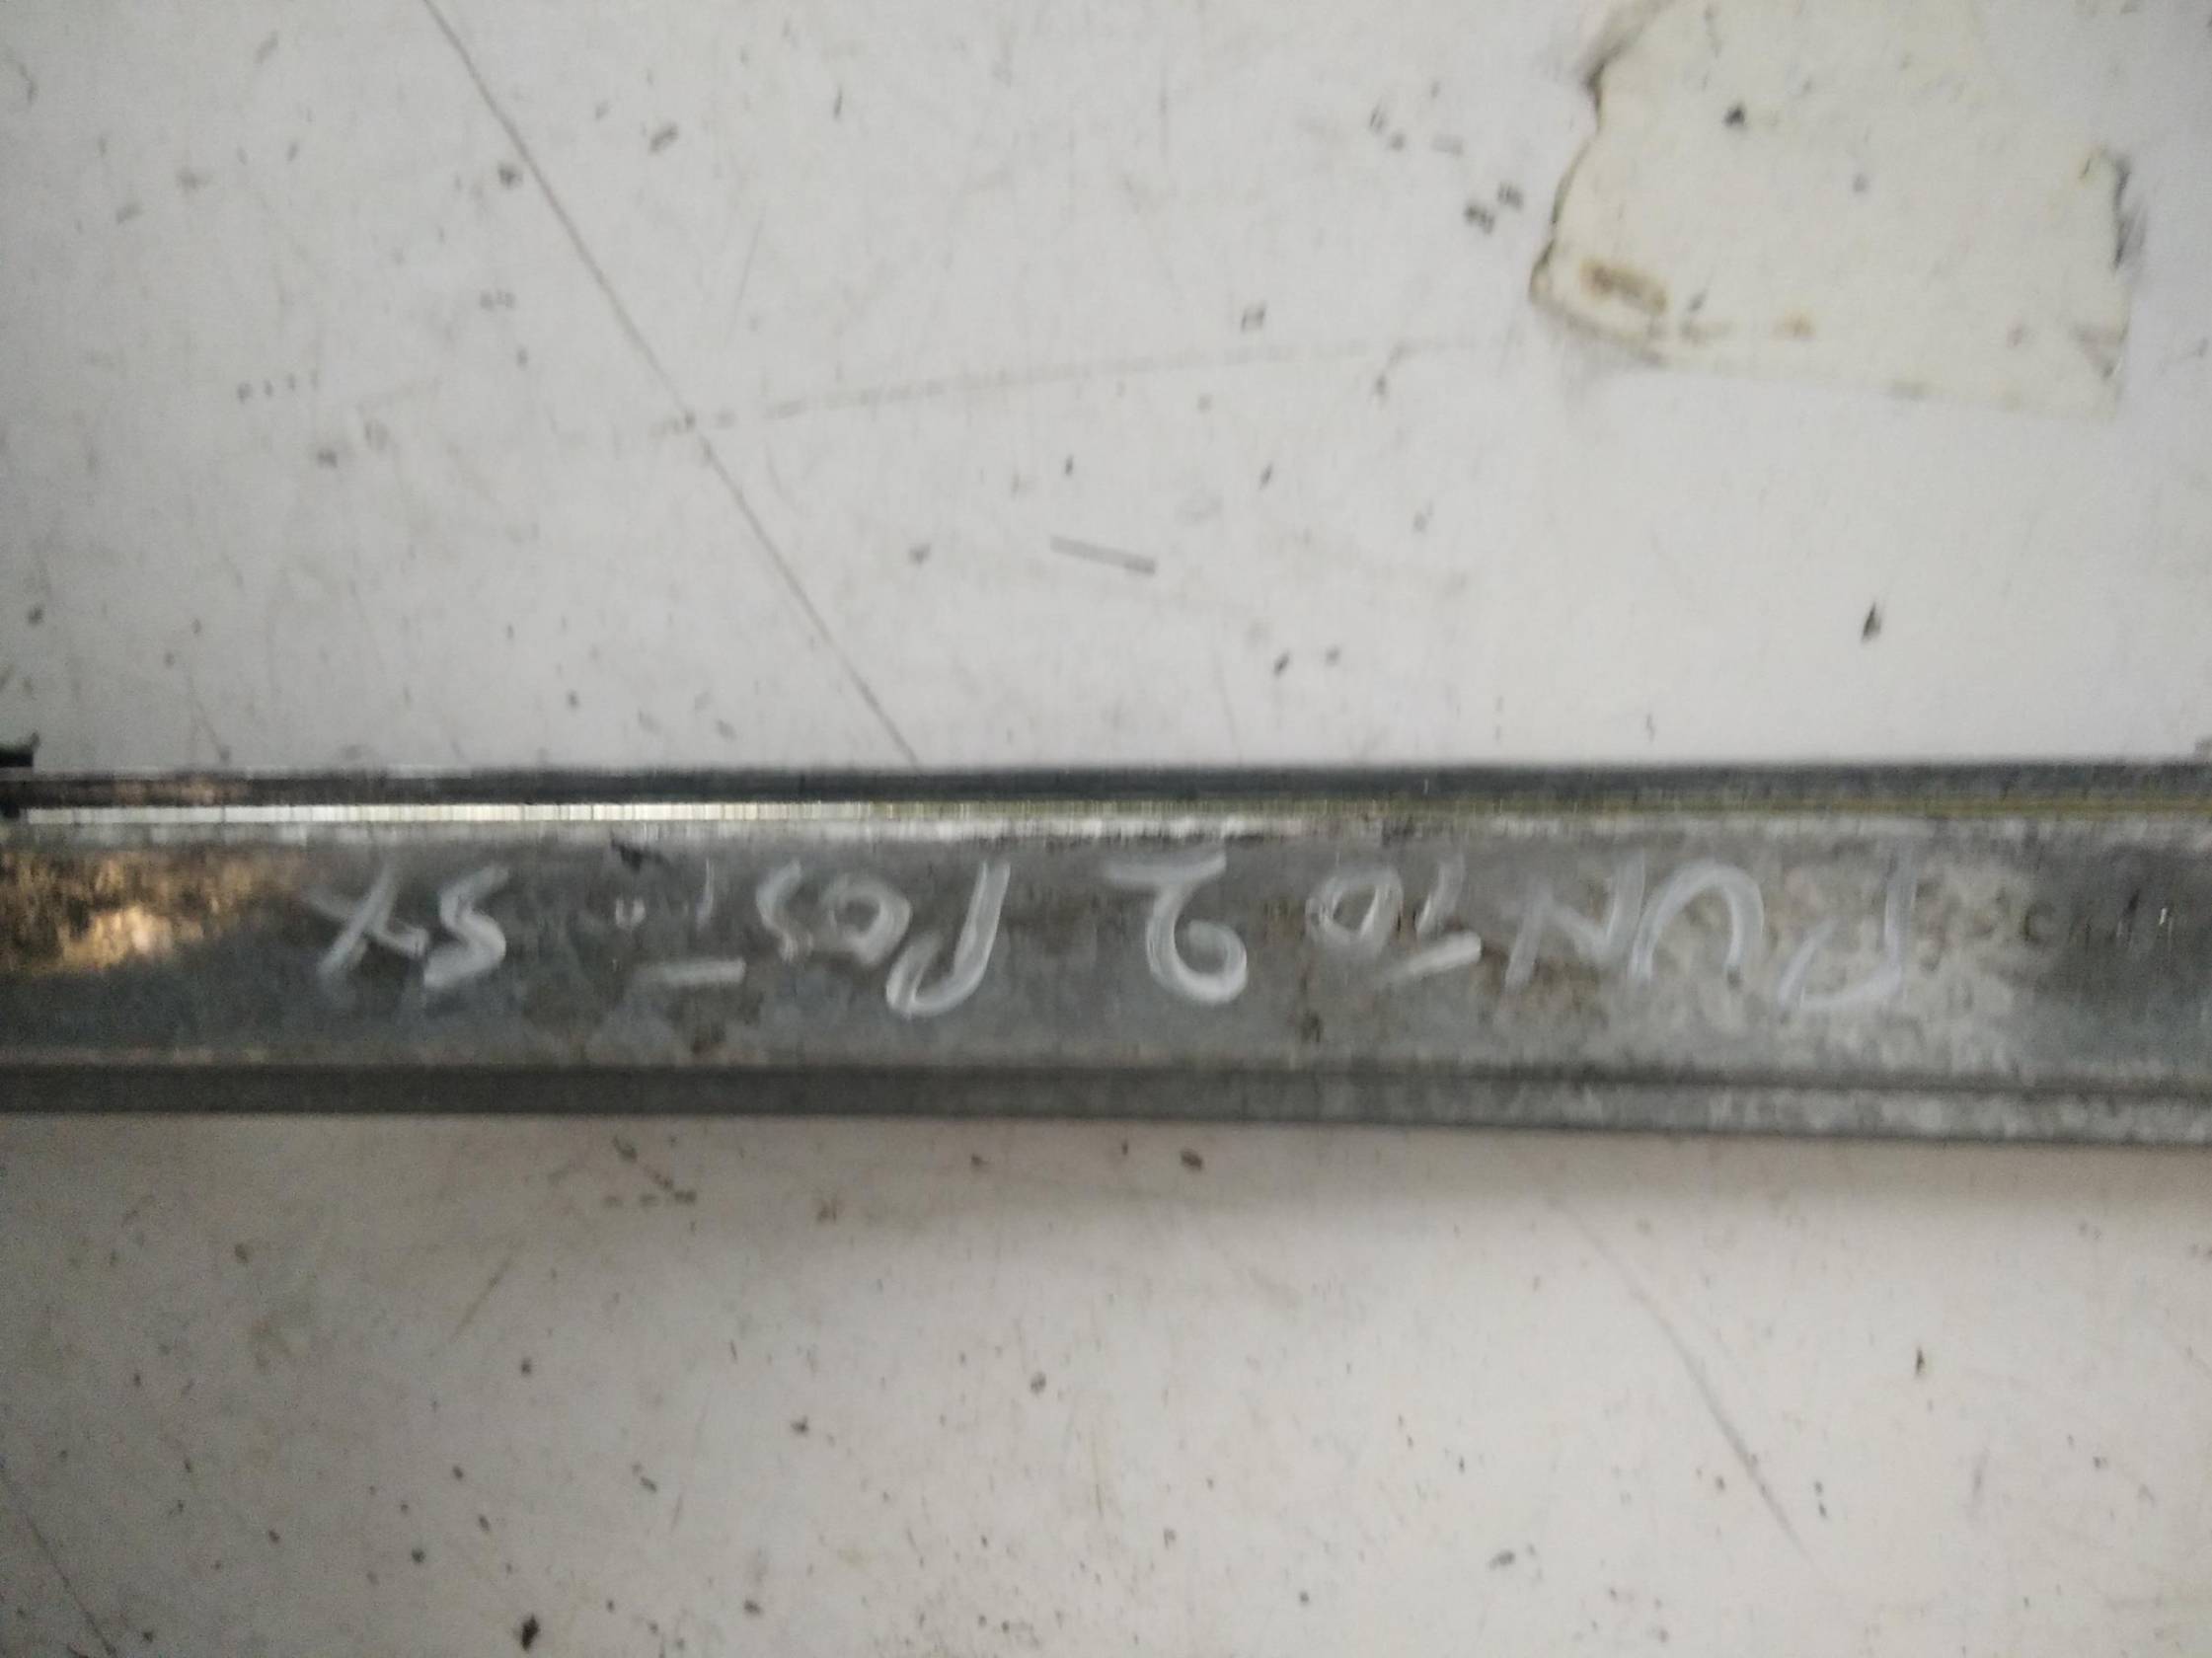 PUNTO 2 POST. SX